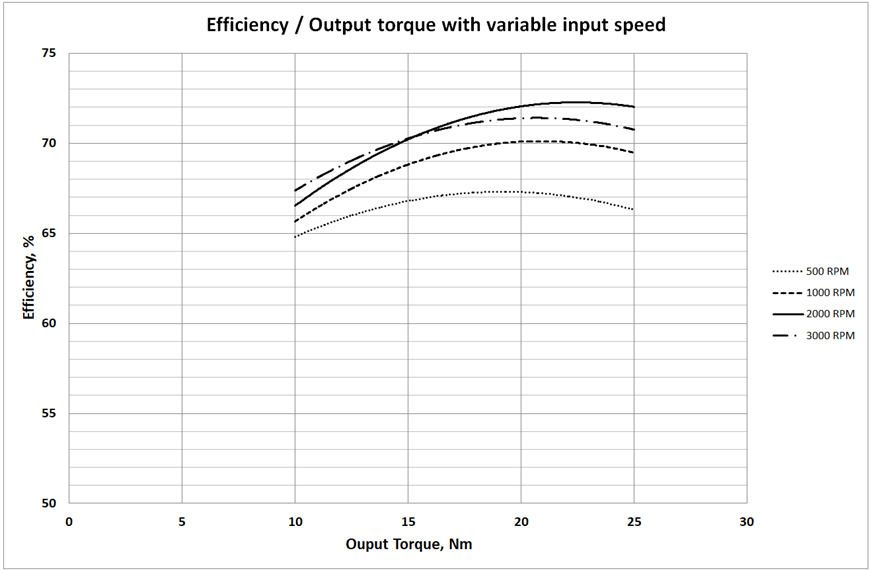 Efficiency / Output torque with variable input speed
75
70
65
60
55
50
Efficiency, %
0 5 10 15 20 25 30
Ouput Torque, Nm
500 RPM
1000 RPM
2000 RPM
3000 RPM